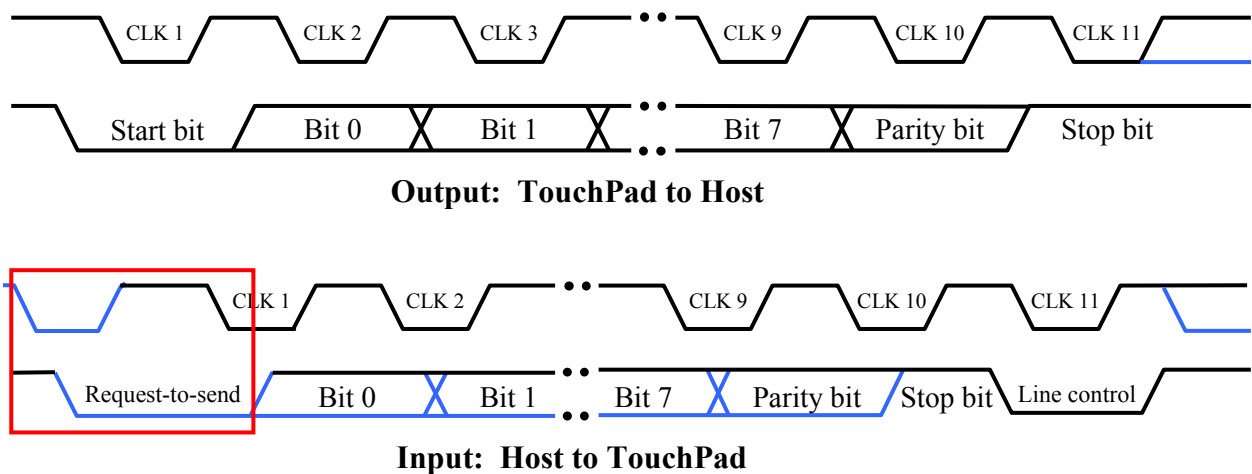 CLK 1 CLK 2 CLK 3 CLK 9 CLK 10 CLK 11
Start bit Bit 0 Bit 1 Bit 7 Parity bit Stop bit
Output: TouchPad to Host
CLK 1 CLK 2 CLK 9 CLK 10 CLK 11
Request-to-send Bit 0 Bit 1 Bit 7 Parity bit Stop bit Line control
Input: Host to TouchPad